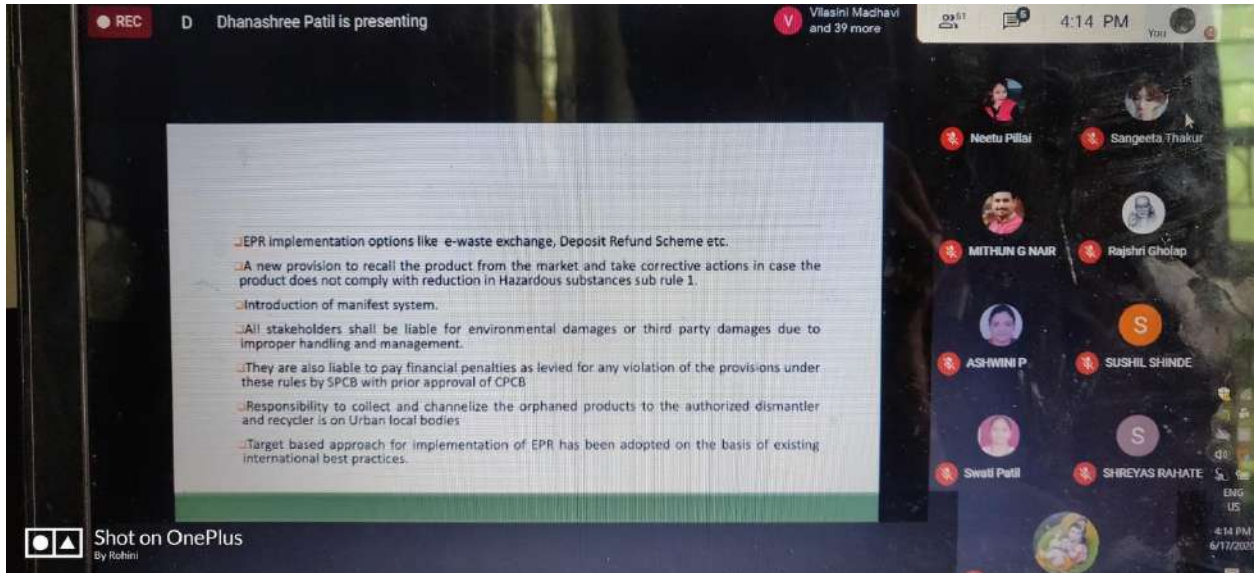 REC
D Dhanashree Patil is presenting
V Vilasini Madhavi
and 39 more
51
6
4:14 PM
You
Neetu Pillai
Sangeeta Thakur
EPR implementation options like e-waste exchange, Deposit Refund Scheme etc.
A new provision to recall the product from the market and take corrective actions in case the
product does not comply with reduction in Hazardous substances sub rule 1.
Introduction of manifest system.
All stakeholders shall be liable for environmental damages or third party damages due to
improper handling and management.
They are also liable to pay financial penalties as levied for any violation of the provisions under
these rules by SPCB with prior approval of CPCB
Responsibility to collect and channelize the orphaned products to the authorized dismantler
and recycler is on Urban local bodies
Target based approach for implementation of EPR has been adopted on the basis of existing
international best practices.
MITHUN G NAIR
Rajshri Gholap
S
ASHWINI P
SUSHIL SHINDE
S
Swati Patil
SHREYAS RAHATE
ENG
US
4:14 PM
6/17/2020
Shot on OnePlus
By Rohini